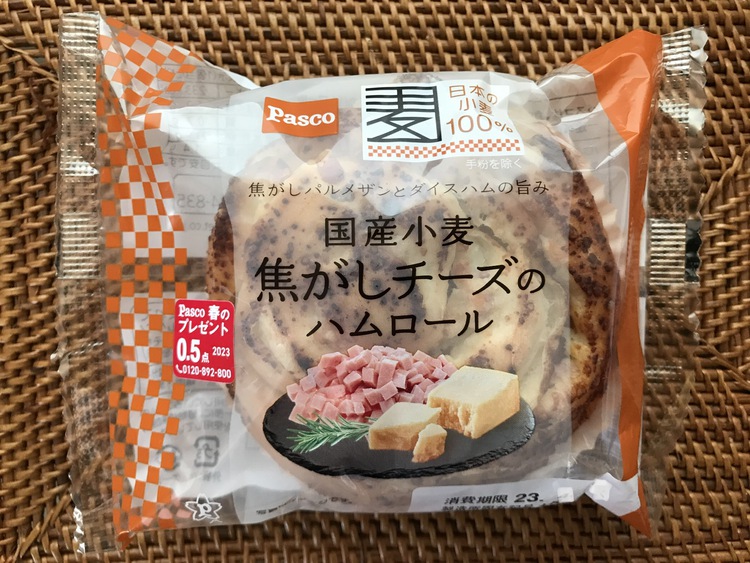 Pasco
麦
日本の
小麦
100%
手粉を除く
焦がしパルメザンとダイスハムの旨み
国産小麦
焦がしチーズの
ハムロール
Pasco 春の
プレゼント
0.5点 2023
0120-892-800
消費期限 23.